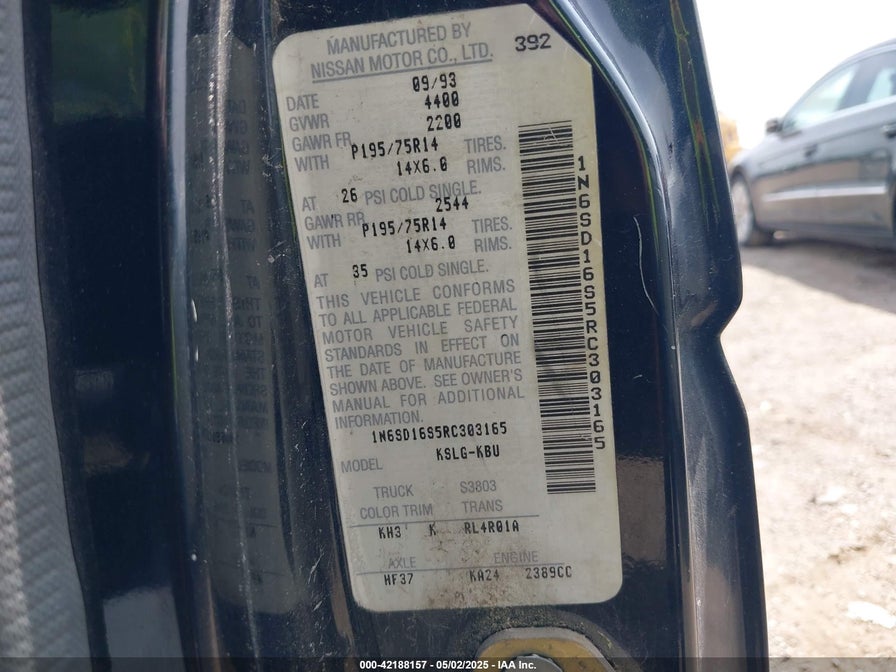 MANUFACTURED BY 392
NISSAN MOTOR CO., LTD.
DATE 09/93
GVWR 4400
GAWR FR 2200
WITH P195/75R14 TIRES.
14X6.0 RIMS.
AT 26 PSI COLD SINGLE.
GAWR RR 2544
WITH P195/75R14 TIRES.
14X6.0 RIMS.
AT 35 PSI COLD SINGLE.
THIS VEHICLE CONFORMS
TO ALL APPLICABLE FEDERAL
MOTOR VEHICLE SAFETY
STANDARDS IN EFFECT ON
THE DATE OF MANUFACTURE
SHOWN ABOVE. SEE OWNER'S
MANUAL FOR ADDITIONAL
INFORMATION.
1N6SD16S5RC303165
MODEL KSLG-KBU
TRUCK S3803
COLOR TRIM TRANS
KH3 K RL4R01A
AXLE ENGINE
HF37 KA24 2389CC
1N6SD16S5RC303165
000-42188157 - 05/02/2025 - IAA Inc.